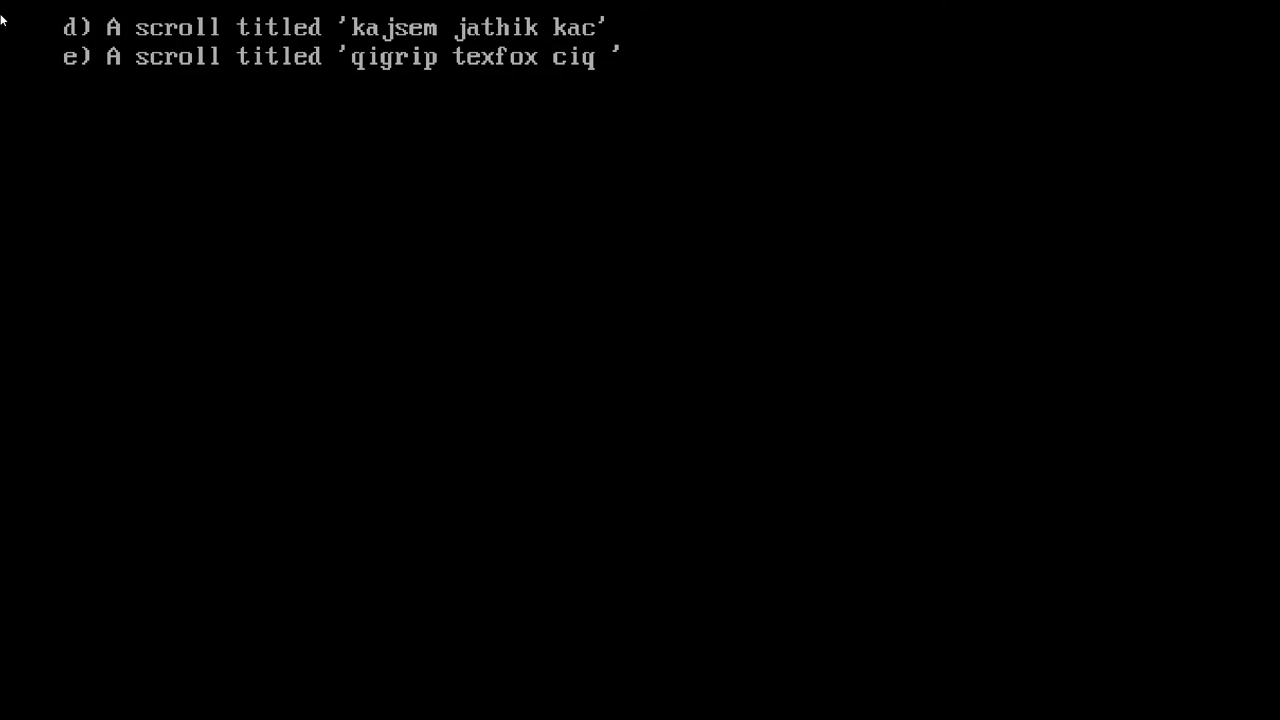 d) A scroll titled 'kajsem jathik kac'
e) A scroll titled 'qigrip texfox ciq '